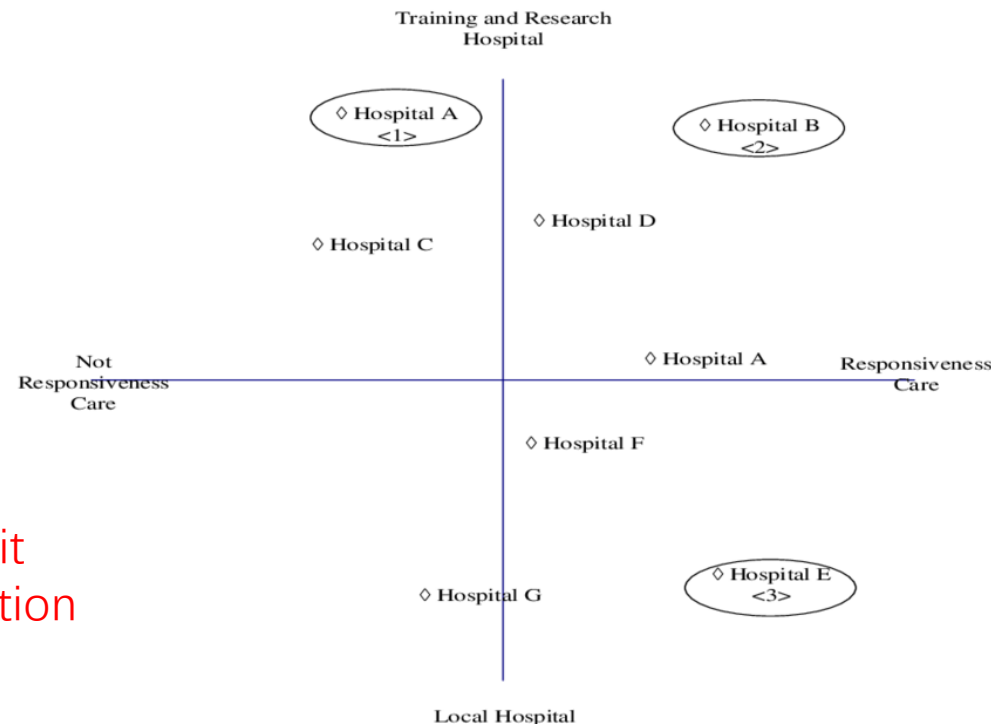 Training and Research
Hospital
◊ Hospital A
<1>
◊ Hospital B
<2>
◊ Hospital D
◊ Hospital C
Not
Responsiveness
Care
◊ Hospital A
Responsiveness
Care
◊ Hospital F
it
tion
◊ Hospital E
<3>
◊ Hospital G
Local Hospital